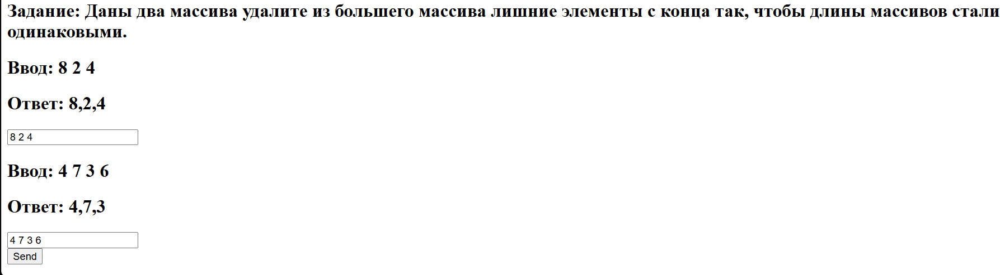 Задание: Даны два массива удалите из большего массива лишние элементы с конца так, чтобы длины массивов стали
одинаковыми.
Ввод: 8 2 4
Ответ: 8,2,4
8 2 4
Ввод: 4 7 3 6
Ответ: 4,7,3
4 7 3 6
Send